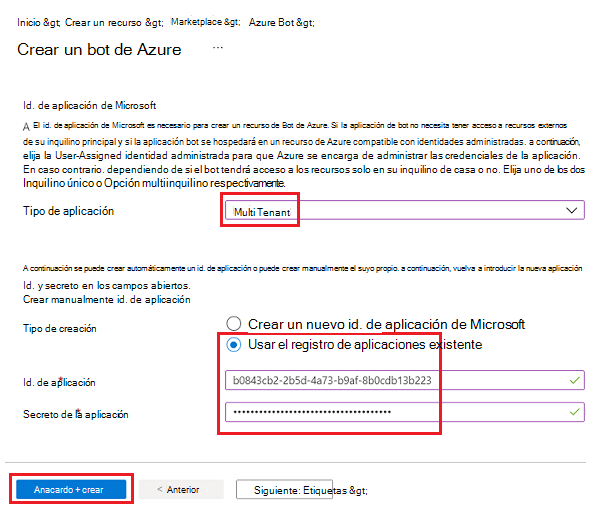 Inicio &gt; Crear un recurso &gt; Marketplace &gt; Azure Bot &gt;
Crear un bot de Azure ...
Id. de aplicación de Microsoft
A El id. de aplicación de Microsoft es necesario para crear un recurso de Bot de Azure. Si la aplicación de bot no necesita tener acceso a recursos externos
de su inquilino principal y si la aplicación bot se hospedará en un recurso de Azure compatible con identidades administradas. a continuación,
elija la User-Assigned identidad administrada para que Azure se encarga de administrar las credenciales de la aplicación.
En caso contrario. dependiendo de si el bot tendrá acceso a los recursos solo en su inquilino de casa o no. Elija uno de los dos
Inquilino único o Opción multiinquilino respectivamente.
Tipo de aplicación
Multi Tenant
A continuación se puede crear automáticamente un id. de aplicación o puede crear manualmente el suyo propio. a continuación, vuelva a introducir la nueva aplicación
Id. y secreto en los campos abiertos.
Crear manualmente id. de aplicación
Tipo de creación
Crear un nuevo id. de aplicación de Microsoft
Usar el registro de aplicaciones existente
Id. de aplicación
b0843cb2-2b5d-4a73-b9af-8b0cdb13b223
Secreto de la aplicación
••••••••••••••••••••••••••••••••••••
Anacardo + crear
< Anterior
Siguiente: Etiquetas &gt;